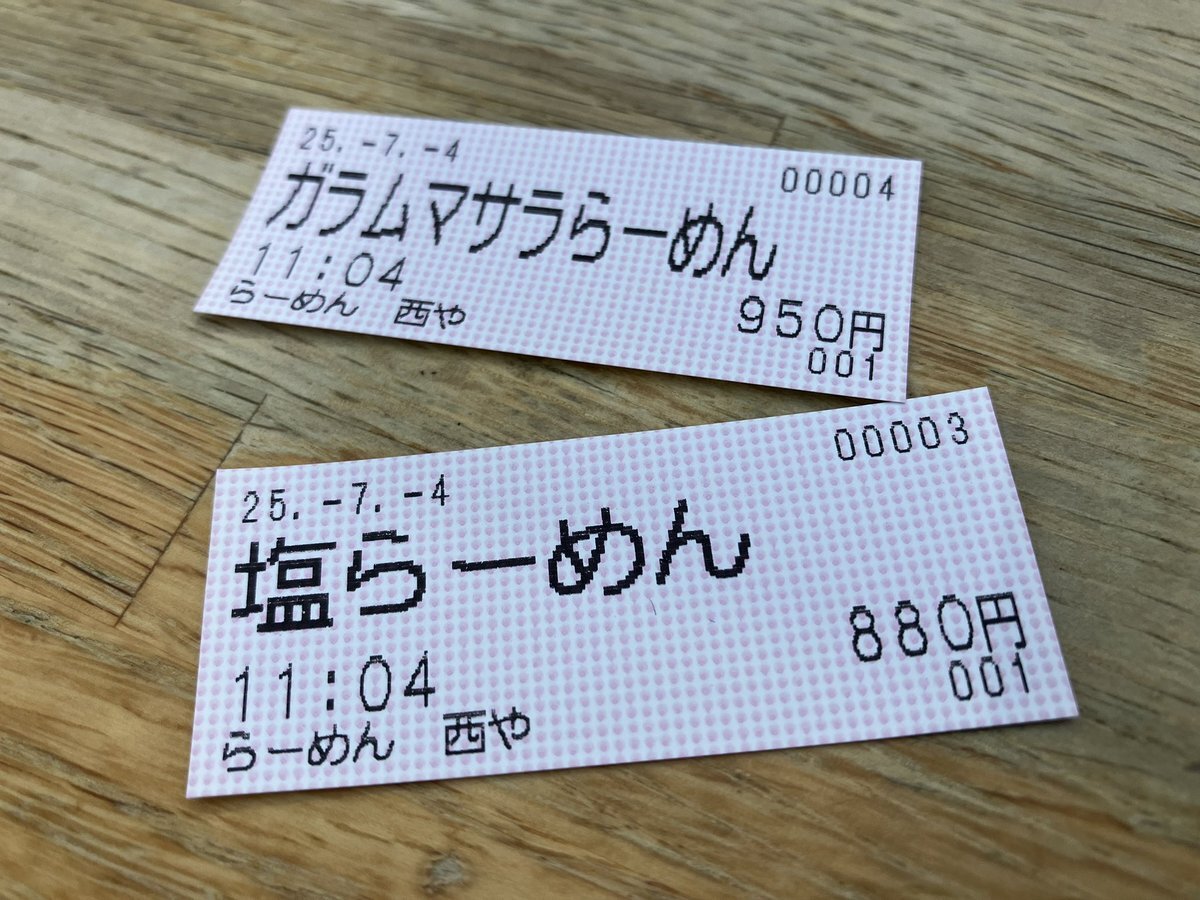 25.-7.-4
00004
ガラムマサラらーめん
11:04
950円
らーめん 西や
001
25.-7.-4
00003
塩らーめん
11:04
880円
らーめん 西や
001